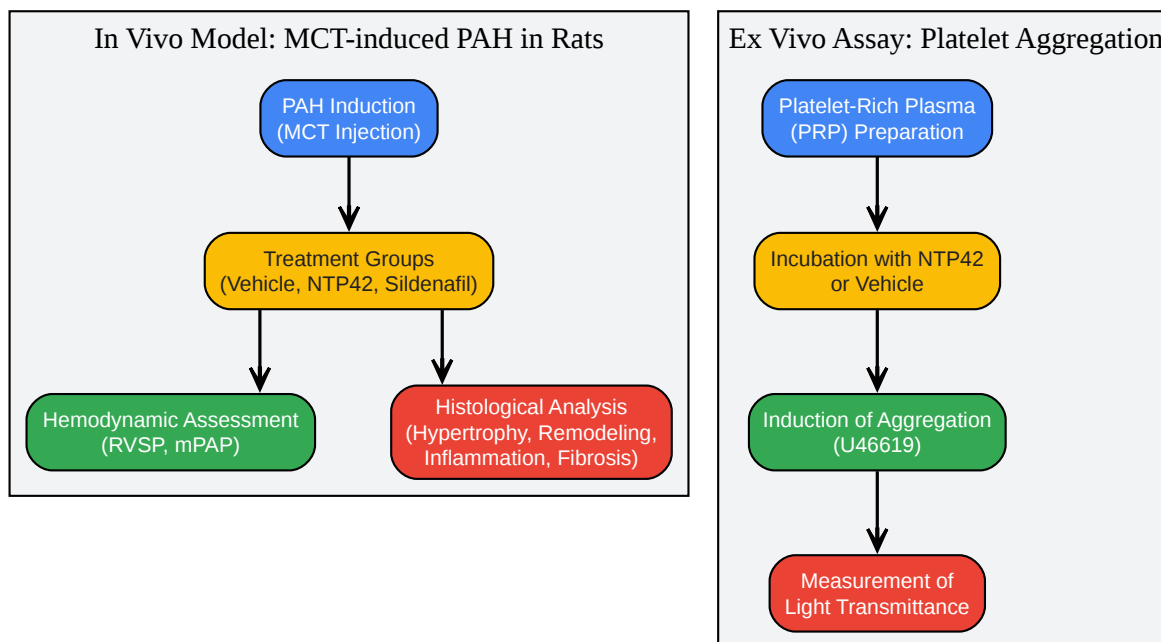 In Vivo Model: MCT-induced PAH in Rats
PAH Induction
(MCT Injection)
Treatment Groups
(Vehicle, NTP42, Sildenafil)
Hemodynamic Assessment
(RVSP, mPAP)
Histological Analysis
(Hypertrophy, Remodeling,
Inflammation, Fibrosis)
Ex Vivo Assay: Platelet Aggregation
Platelet-Rich Plasma
(PRP) Preparation
Incubation with NTP42
or Vehicle
Induction of Aggregation
(U46619)
Measurement of
Light Transmittance